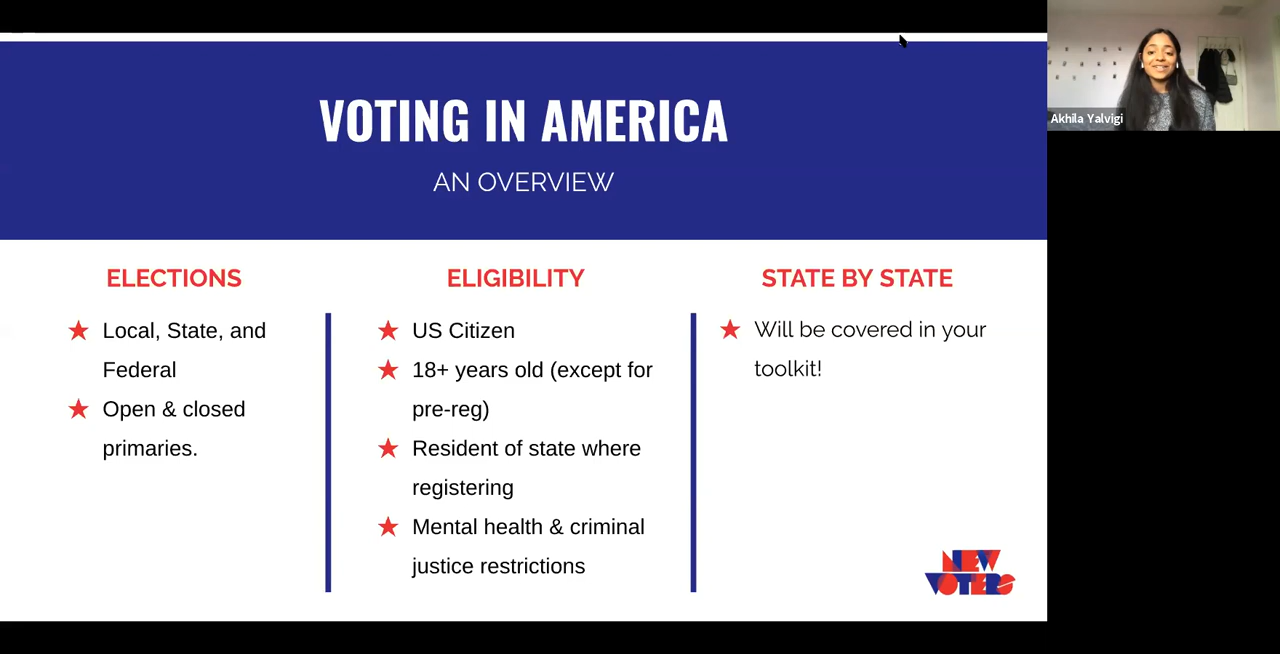 VOTING IN AMERICA
AN OVERVIEW
Akhila Yalvigi
ELECTIONS
Local, State, and
Federal
Open & closed
primaries.
ELIGIBILITY
US Citizen
18+ years old (except for
pre-reg)
Resident of state where
registering
Mental health & criminal
justice restrictions
STATE BY STATE
Will be covered in your
toolkit!
NEW
VOTERS